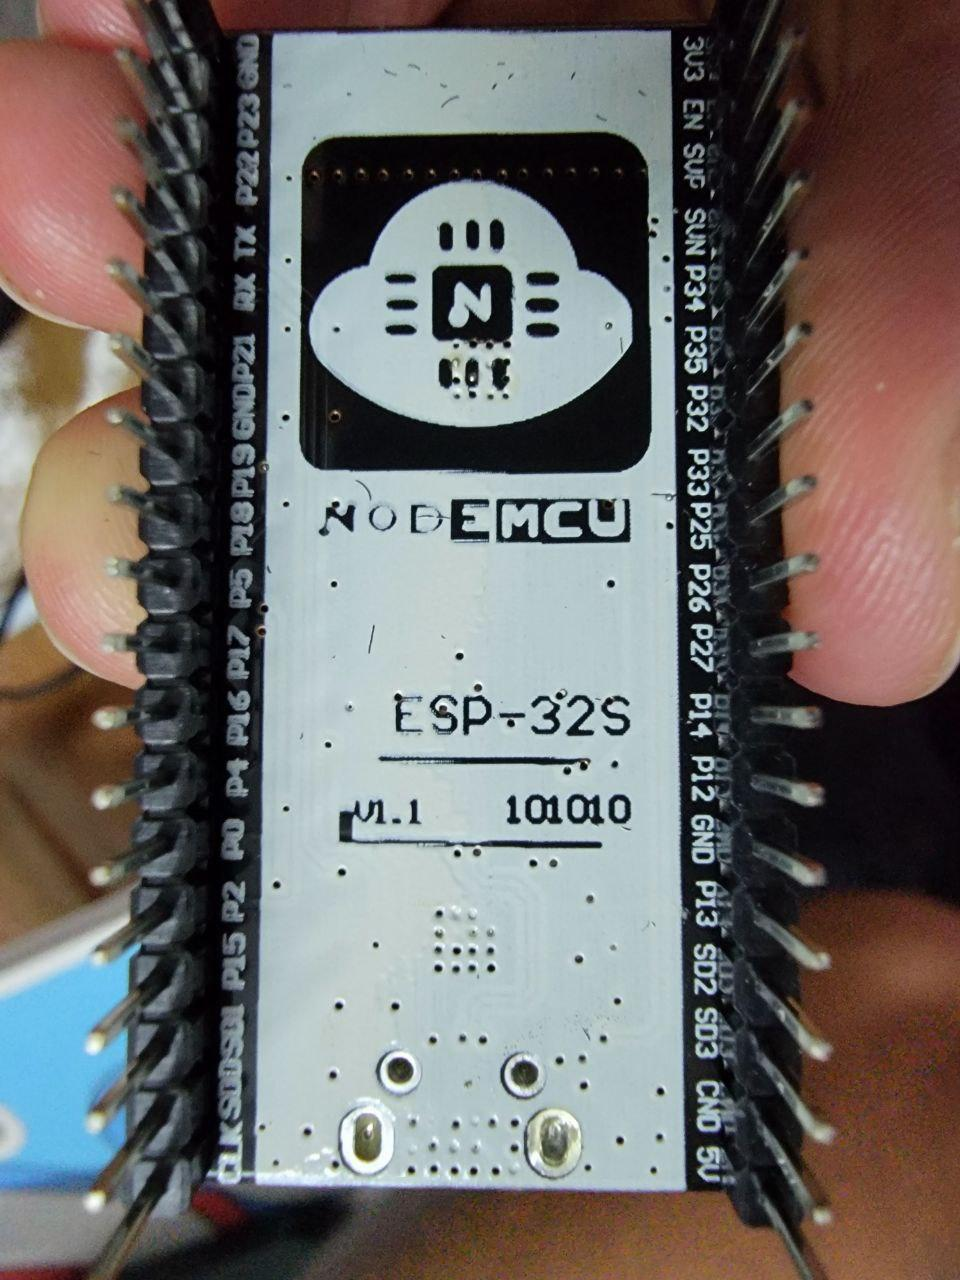 GND
P23
P22
TX
RX
P21
GND
P19
P18
P5
P17
P16
P4
P0
P2
P15
SD1
SD0
CLK
N
NODEMCU
ESP-32S
V1.1 101010
3V3
EN
SVP
SUN
P34
P35
P32
P33
P25
P26
P27
P14
P12
GND
P13
SD2
SD3
CND
5V